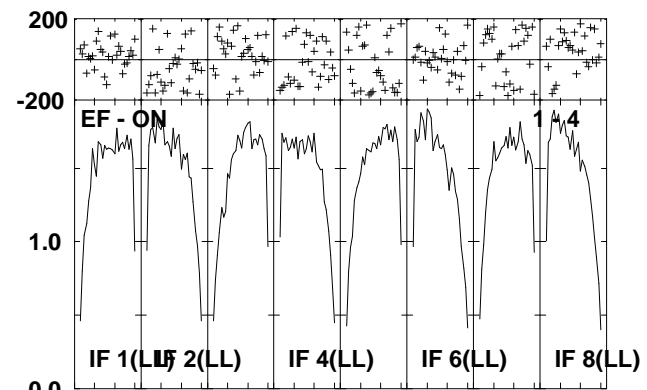 200
-200
EF - ON 1 - 4
1.0
IF 1(LL) IF 2(LL) IF 4(LL) IF 6(LL) IF 8(LL)
0.0